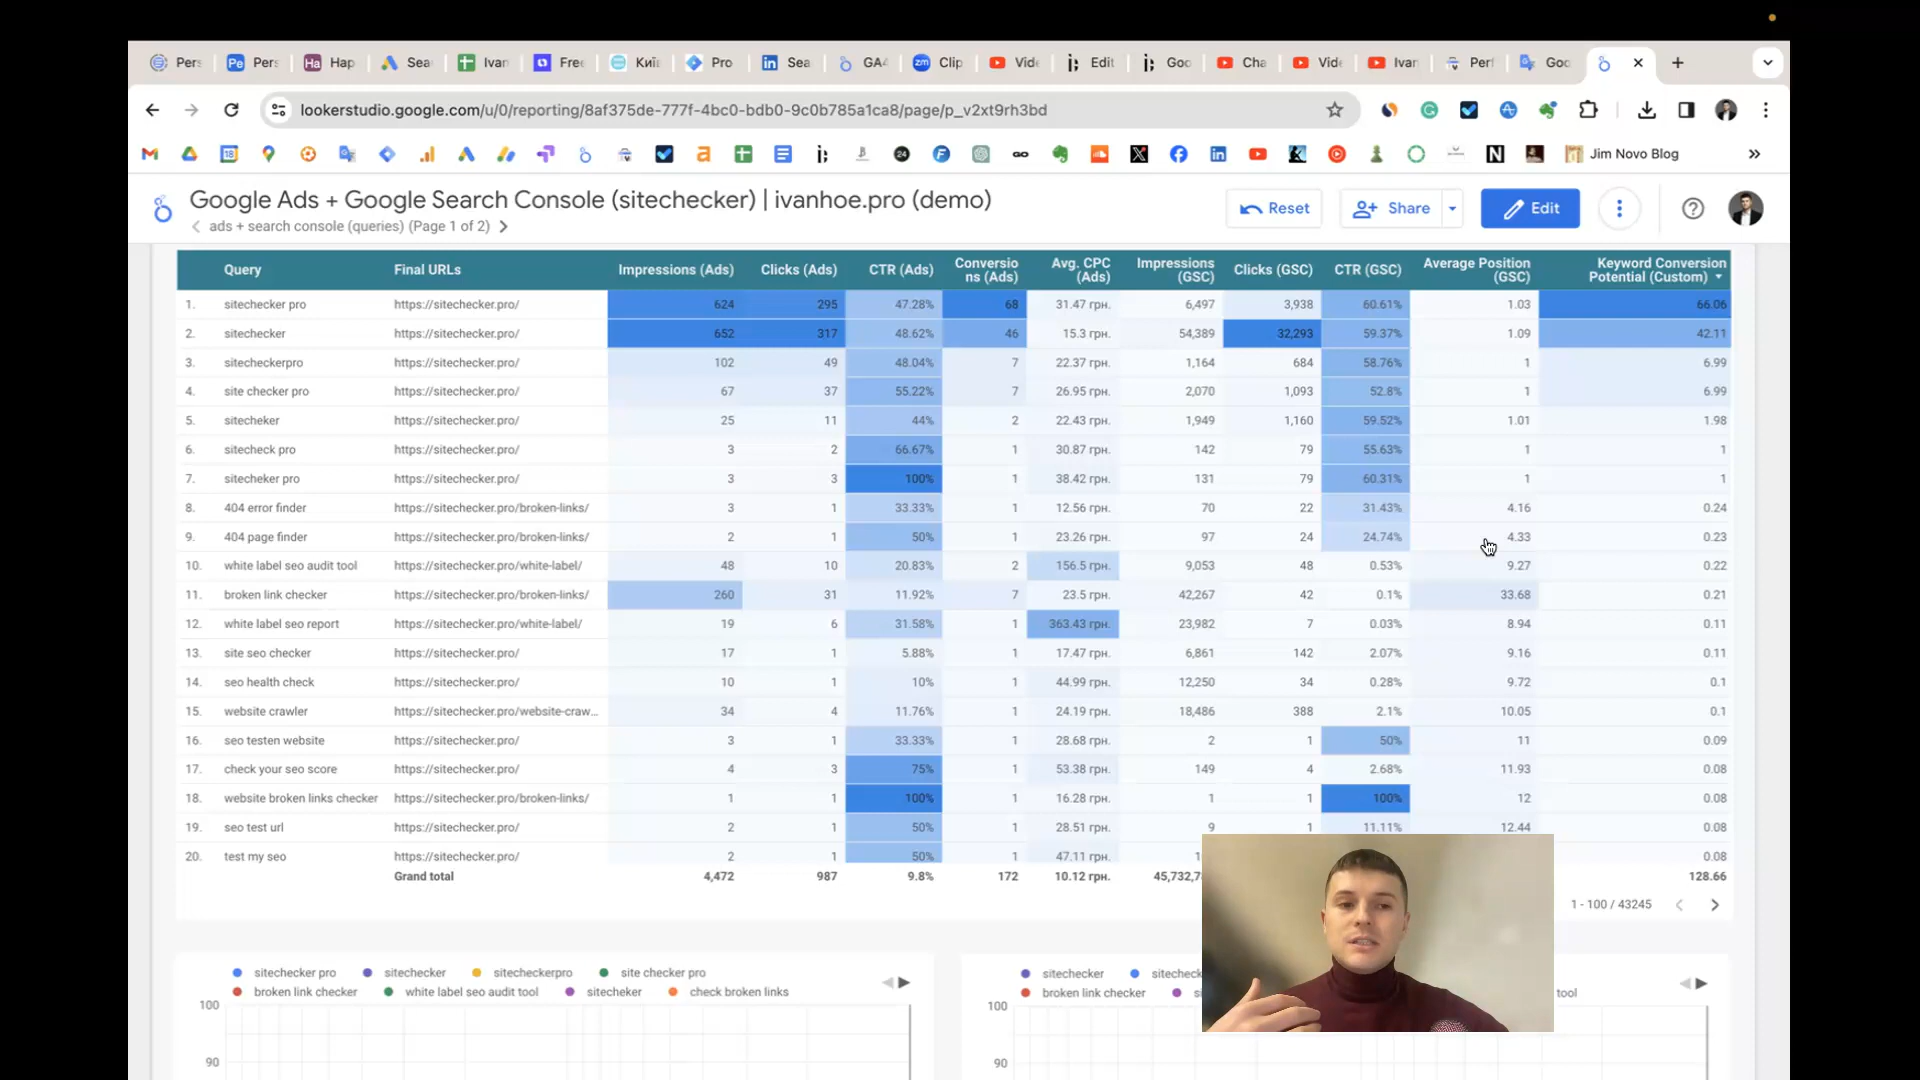 Pers Pers Hap Sea Ivan Free Київ Pro Sea GA4 Clip Vide Edit Goo Cha Vide Ivan Perf Goo
lookerstudio.google.com/u/0/reporting/8af375de-777f-4bc0-bdb0-9c0b785a1ca8/page/p_v2xt9rh3bd
Jim Novo Blog
Google Ads + Google Search Console (sitechecker) | ivanhoe.pro (demo)
Reset Share Edit
ads + search console (queries) (Page 1 of 2)
Query Final URLs Impressions (Ads) Clicks (Ads) CTR (Ads) Conversio ns (Ads) Avg. CPC (Ads) Impressions (GSC) Clicks (GSC) CTR (GSC) Average Position (GSC) Keyword Conversion Potential (Custom)
1. sitechecker pro https://sitechecker.pro/ 624 295 47.28% 68 31.47 грн. 6,497 3,938 60.61% 1.03 66.06
2. sitechecker https://sitechecker.pro/ 652 317 48.62% 46 15.3 грн. 54,389 32,293 59.37% 1.09 42.11
3. sitecheckerpro https://sitechecker.pro/ 102 49 48.04% 7 22.37 грн. 1,164 684 58.76% 1 6.99
4. site checker pro https://sitechecker.pro/ 67 37 55.22% 7 26.95 грн. 2,070 1,093 52.8% 1 6.99
5. sitecheker https://sitechecker.pro/ 25 11 44% 2 22.43 грн. 1,949 1,160 59.52% 1.01 1.98
6. sitecheck pro https://sitechecker.pro/ 3 2 66.67% 1 30.87 грн. 142 79 55.63% 1 1
7. sitecheker pro https://sitechecker.pro/ 3 3 100% 1 38.42 грн. 131 79 60.31% 1 1
8. 404 error finder https://sitechecker.pro/broken-links/ 3 1 33.33% 1 12.56 грн. 70 22 31.43% 4.16 0.24
9. 404 page finder https://sitechecker.pro/broken-links/ 2 1 50% 1 23.26 грн. 97 24 24.74% 4.33 0.23
10. white label seo audit tool https://sitechecker.pro/white-label/ 48 10 20.83% 2 156.5 грн. 9,053 48 0.53% 9.27 0.22
11. broken link checker https://sitechecker.pro/broken-links/ 260 31 11.92% 7 23.5 грн. 42,267 42 0.1% 33.68 0.21
12. white label seo report https://sitechecker.pro/white-label/ 19 6 31.58% 1 363.43 грн. 23,982 7 0.03% 8.94 0.11
13. site seo checker https://sitechecker.pro/ 17 1 5.88% 1 17.47 грн. 6,861 142 2.07% 9.16 0.11
14. seo health check https://sitechecker.pro/ 10 1 10% 1 44.99 грн. 12,250 34 0.28% 9.72 0.1
15. website crawler https://sitechecker.pro/website-craw... 34 4 11.76% 1 24.19 грн. 18,486 388 2.1% 10.05 0.1
16. seo testen website https://sitechecker.pro/ 3 1 33.33% 1 28.68 грн. 2 1 50% 11 0.09
17. check your seo score https://sitechecker.pro/ 4 3 75% 1 53.38 грн. 149 4 2.68% 11.93 0.08
18. website broken links checker https://sitechecker.pro/broken-links/ 1 1 100% 1 16.28 грн. 1 1 100% 12 0.08
19. seo test url https://sitechecker.pro/ 2 1 50% 1 28.51 грн. 9 1 11.11% 12.44 0.08
20. test my seo https://sitechecker.pro/ 2 1 50% 1 47.11 грн. 0.08
Grand total 4,472 987 9.8% 172 10.12 грн. 45,732,7 128.66
1 - 100 / 43245
sitechecker pro sitechecker sitecheckerpro site checker pro
broken link checker white label seo audit tool sitecheker check broken links
100
90
sitechecker sitecheck
broken link checker tool
100
90